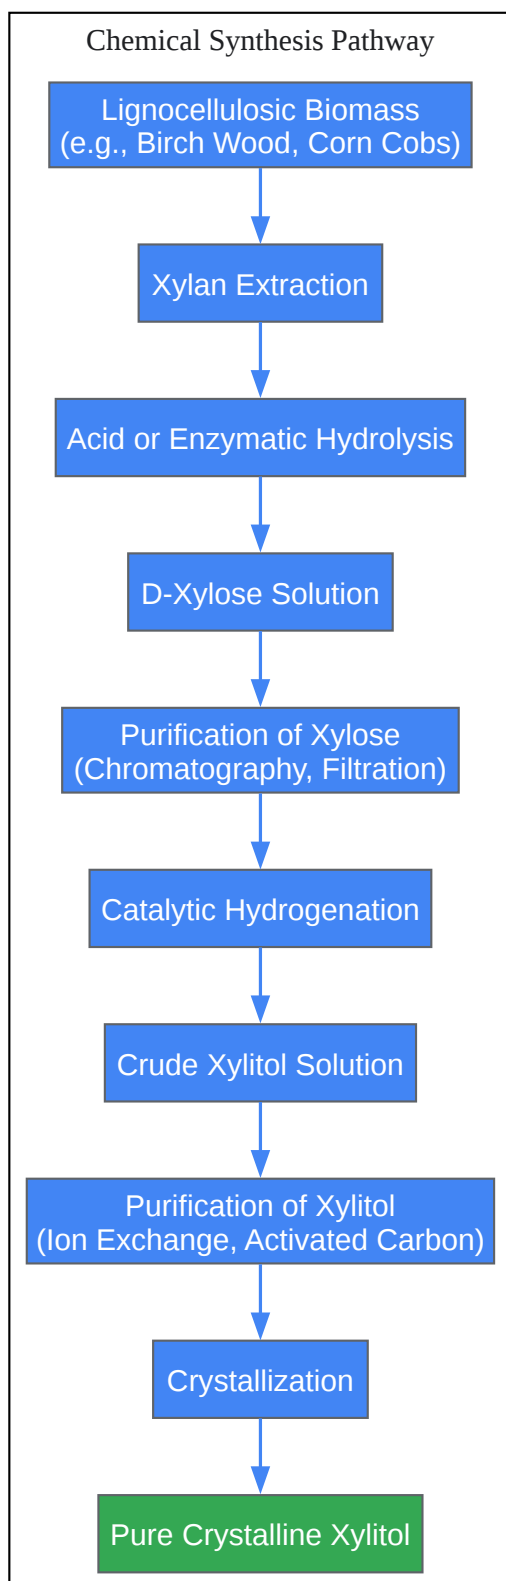 Chemical Synthesis Pathway
Lignocellulosic Biomass
(e.g., Birch Wood, Corn Cobs)
Xylan Extraction
Acid or Enzymatic Hydrolysis
D-Xylose Solution
Purification of Xylose
(Chromatography, Filtration)
Catalytic Hydrogenation
Crude Xylitol Solution
Purification of Xylitol
(Ion Exchange, Activated Carbon)
Crystallization
Pure Crystalline Xylitol